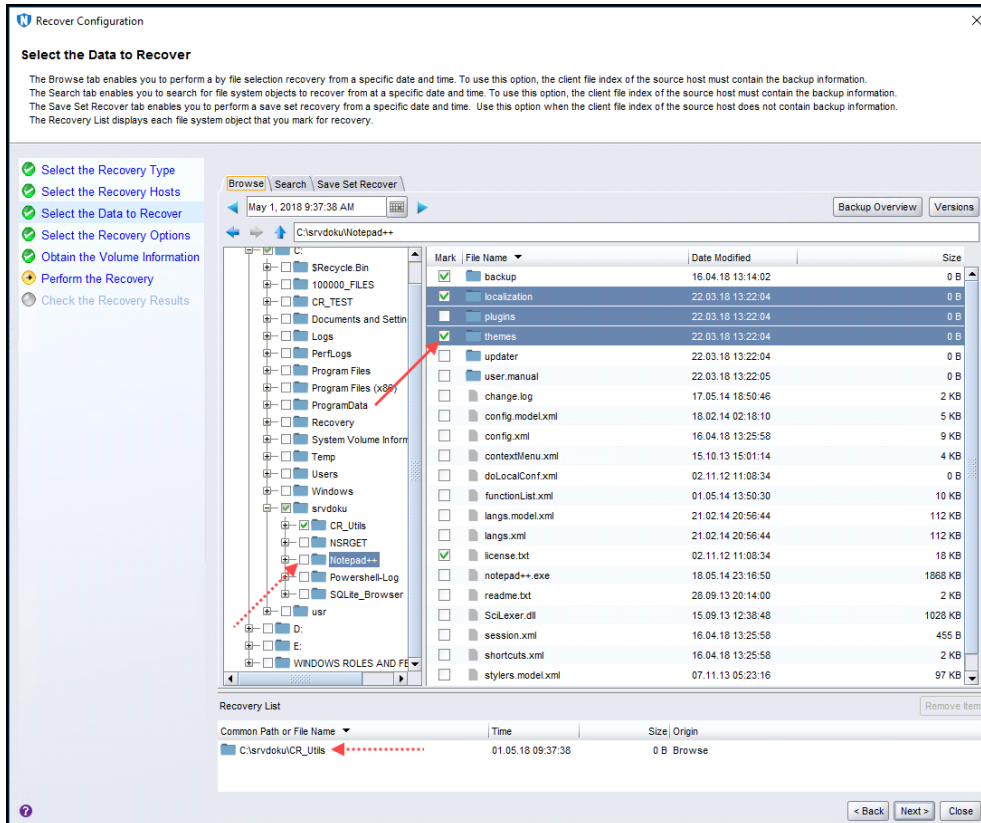 Recover Configuration
Select the Data to Recover
The Browse tab enables you to perform a by file selection recovery from a specific date and time. To use this option, the client file index of the source host must contain the backup information.
The Search tab enables you to search for file system objects to recover from at a specific date and time. To use this option, the client file index of the source host must contain the backup information.
The Save Set Recover tab enables you to perform a save set recovery from a specific date and time. Use this option when the client file index of the source host does not contain backup information.
The Recovery List displays each file system object that you mark for recovery.
Select the Recovery Type
Select the Recovery Hosts
Select the Data to Recover
Select the Recovery Options
Obtain the Volume Information
Perform the Recovery
Check the Recovery Results
Browse Search Save Set Recover
May 1, 2018 9:37:38 AM Backup Overview Versions
C:\srvdoku\Notepad++
C:
$Recycle.Bin
100000_FILES
CR_TEST
Documents and Settin
Logs
PerfLogs
Program Files
Program Files (x86)
ProgramData
Recovery
System Volume Inform
Temp
Users
Windows
srvdoku
CR_Utils
NSRGET
Notepad++
Powershell-Log
SQLite_Browser
usr
D:
E:
WINDOWS ROLES AND FE
Mark File Name Date Modified Size
backup 16.04.18 13:14:02 0 B
localization 22.03.18 13:22:04 0 B
plugins 22.03.18 13:22:04 0 B
themes 22.03.18 13:22:04 0 B
updater 22.03.18 13:22:04 0 B
user.manual 22.03.18 13:22:05 0 B
change.log 17.05.14 18:50:46 2 KB
config.model.xml 18.02.14 02:18:10 5 KB
config.xml 16.04.18 13:25:58 9 KB
contextMenu.xml 15.10.13 15:01:14 4 KB
doLocalConf.xml 02.11.12 11:08:34 0 B
functionList.xml 01.05.14 13:50:30 10 KB
langs.model.xml 21.02.14 20:56:44 112 KB
langs.xml 21.02.14 20:56:44 112 KB
license.txt 02.11.12 11:08:34 18 KB
notepad++.exe 18.05.14 23:16:50 1868 KB
readme.txt 28.09.13 20:14:00 2 KB
SciLexer.dll 15.09.13 12:38:48 1028 KB
session.xml 16.04.18 13:25:58 455 B
shortcuts.xml 16.04.18 13:25:58 2 KB
stylers.model.xml 07.11.13 05:23:16 97 KB
Recovery List Remove Item
Common Path or File Name Time Size Origin
C:\srvdoku\CR_Utils 01.05.18 09:37:38 0 B Browse
< Back Next > Close